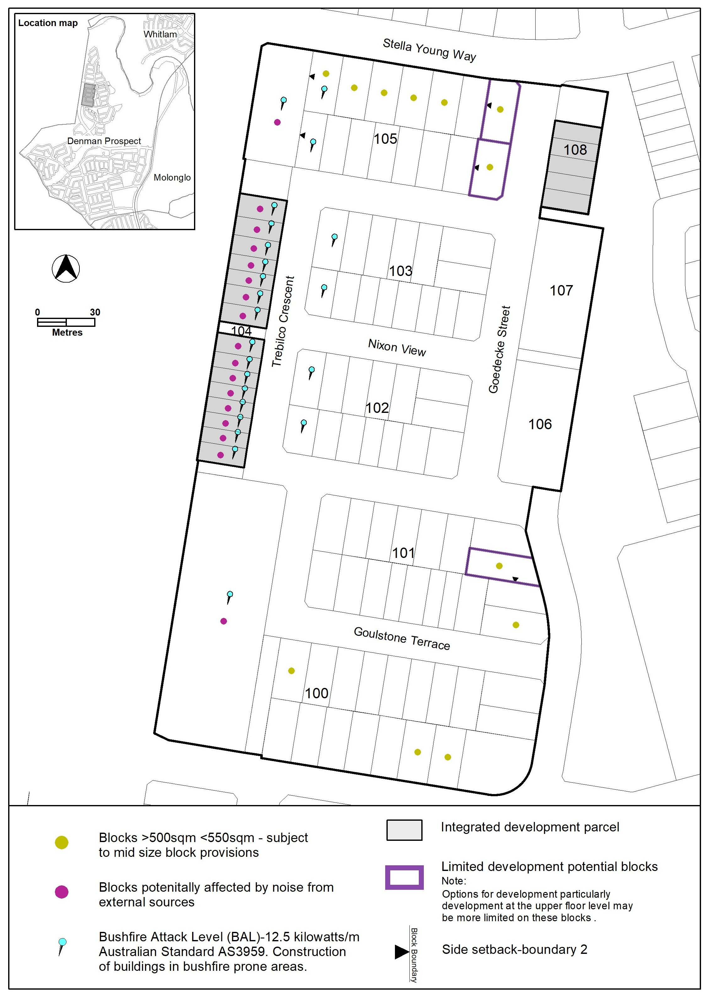 Location map
Whitlam
Denman Prospect
Molonglo
0 30
Metres
Stella Young Way
105
108
103
107
Trebilco Crescent
104
Nixon View
Goedecke Street
102
106
101
Goulstone Terrace
100
Blocks >500sqm <550sqm - subject
to mid size block provisions
Blocks potenitally affected by noise from
external sources
Bushfire Attack Level (BAL)-12.5 kilowatts/m
Australian Standard AS3959. Construction
of buildings in bushfire prone areas.
Integrated development parcel
Limited development potential blocks
Note:
Options for development particularly
development at the upper floor level may
be more limited on these blocks .
Block Boundary
Side setback-boundary 2